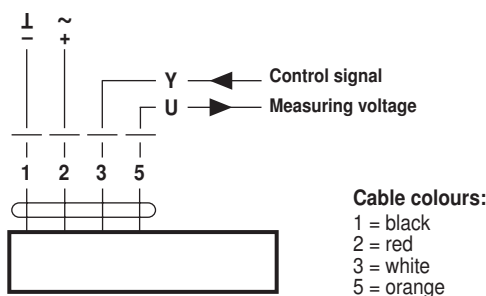 ⊥ ~
– +
Y Control signal
U Measuring voltage
1 2 3 5
Cable colours:
1 = black
2 = red
3 = white
5 = orange